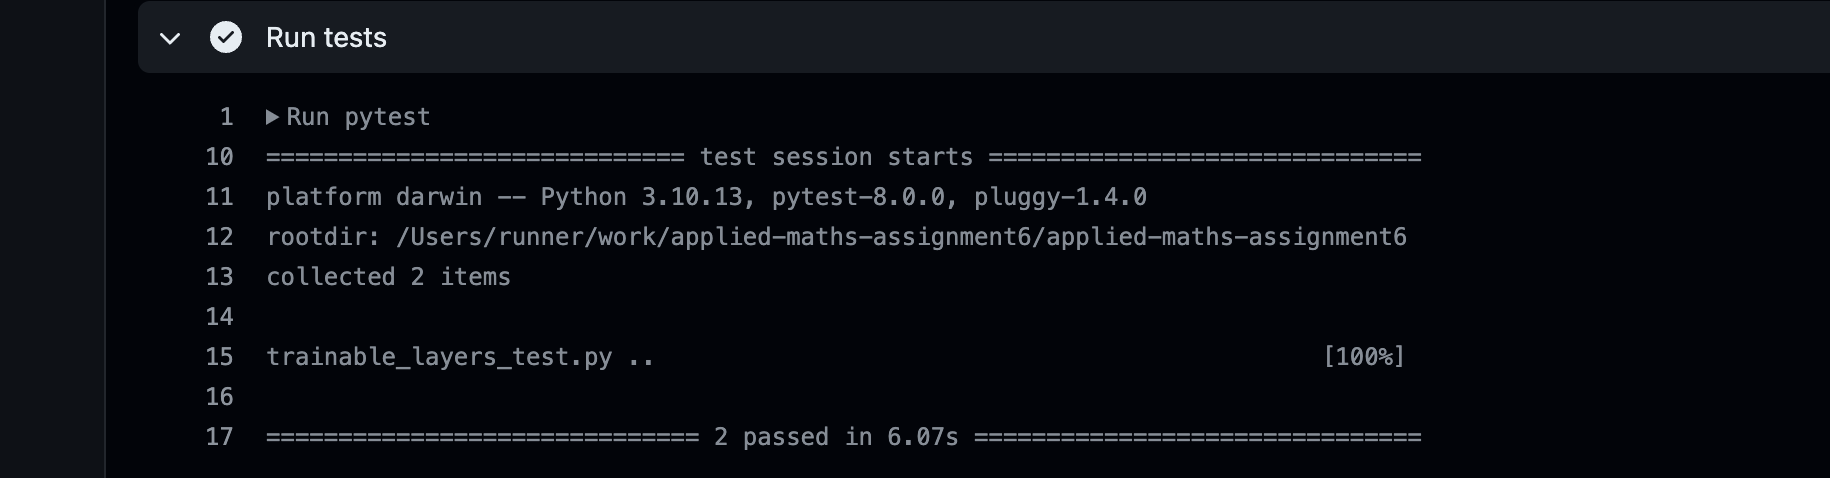 Run tests
1 Run pytest
10 ============================= test session starts ==============================
11 platform darwin -- Python 3.10.13, pytest-8.0.0, pluggy-1.4.0
12 rootdir: /Users/runner/work/applied-maths-assignment6/applied-maths-assignment6
13 collected 2 items
14
15 trainable_layers_test.py .. [100%]
16
17 ============================== 2 passed in 6.07s ===============================